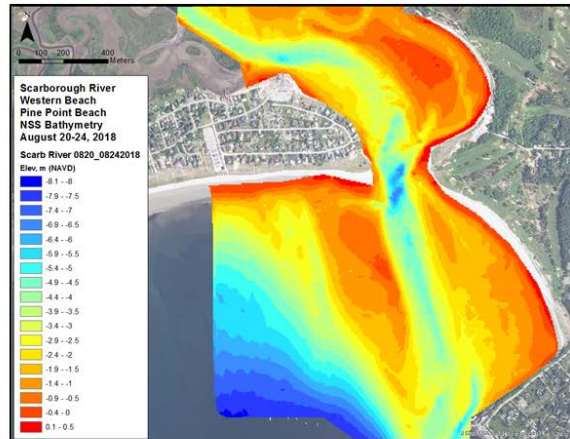 N
0 100 200 400
Meters
Scarborough River
Western Beach
Pine Point Beach
NSS Bathymetry
August 20-24, 2018
Scarb River 0820_08242018
Elev, m (NAVD)
-8.1 - -8
-7.9 - -7.5
-7.4 - -7
-6.9 - -6.5
-6.4 - -6
-5.9 - -5.5
-5.4 - -5
-4.9 - -4.5
-4.4 - -4
-3.9 - -3.5
-3.4 - -3
-2.9 - -2.5
-2.4 - -2
-1.9 - -1.5
-1.4 - -1
-0.9 - -0.5
-0.4 - 0
0.1 - 0.5